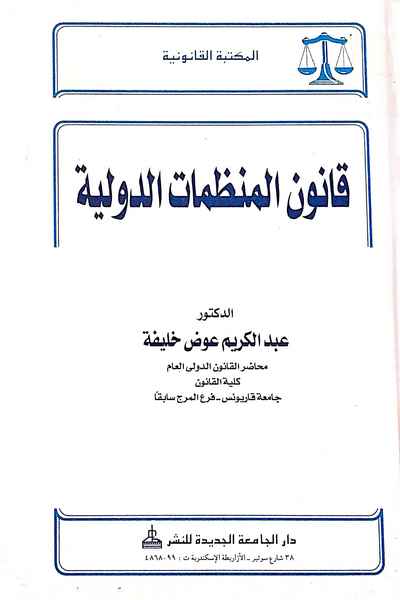 المكتبة القانونية
قانون المنظمات الدولية
الدكتور
عبد الكريم عوض خليفة
محاضر القانون الدولى العام
كلية القانون
جامعة قاريونس - فرع المرج سابقاً
دار الجامعة الجديدة للنشر
٣٨ شارع سوتير - الأزاريطة الإسكندرية ت : ٤٨٦٨٠٩٩